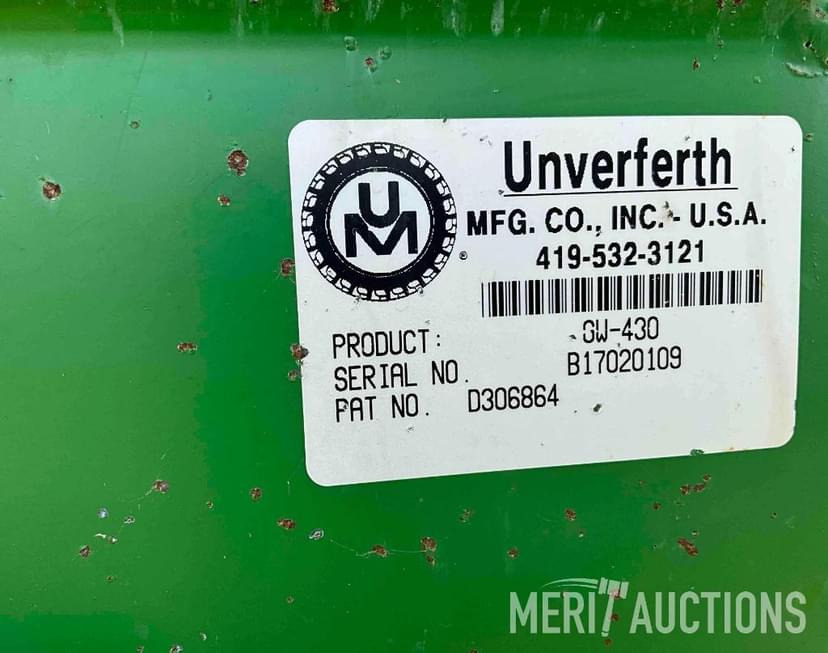 UM
®
Unverferth
MFG. CO., INC. - U.S.A.
419-532-3121
PRODUCT: GW-430
SERIAL NO. B17020109
PAT NO. D306864
MERIT AUCTIONS